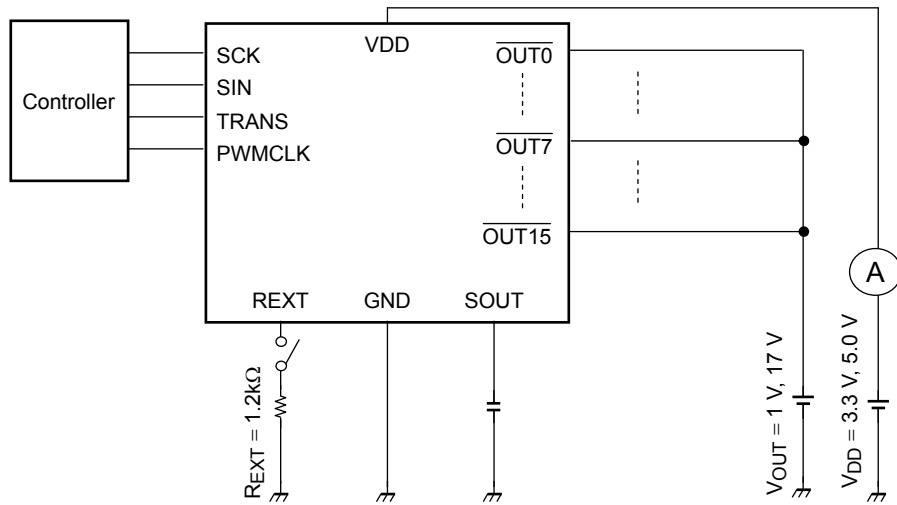 Controller
SCK
SIN
TRANS
PWMCLK
VDD
OUT0
OUT7
OUT15
REXT
GND
SOUT
A
REXT = 1.2kΩ
VOUT = 1 V, 17 V
VDD = 3.3 V, 5.0 V